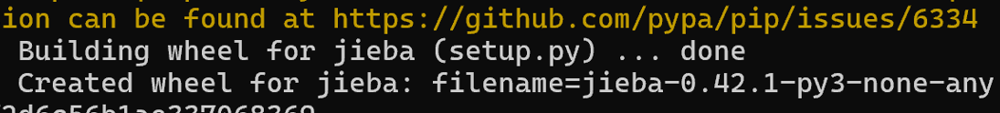 ion can be found at https://github.com/pypa/pip/issues/6334
Building wheel for jieba (setup.py) ... done
Created wheel for jieba: filename=jieba-0.42.1-py3-none-any